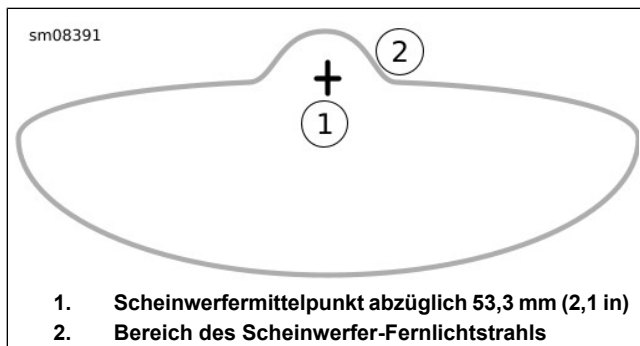 sm08391
2
1
1. Scheinwerfermittelpunkt abzüglich 53,3 mm (2,1 in)
2. Bereich des Scheinwerfer-Fernlichtstrahls